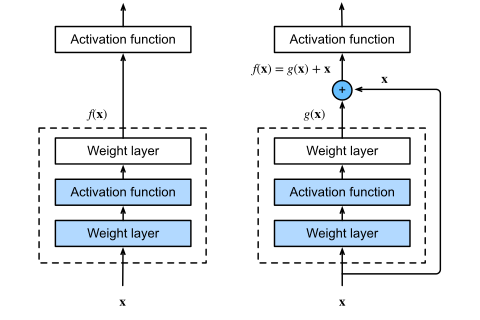 Activation function
f(x)
Weight layer
Activation function
Weight layer
x
Activation function
f(x) = g(x) + x
x
+
g(x)
Weight layer
Activation function
Weight layer
x